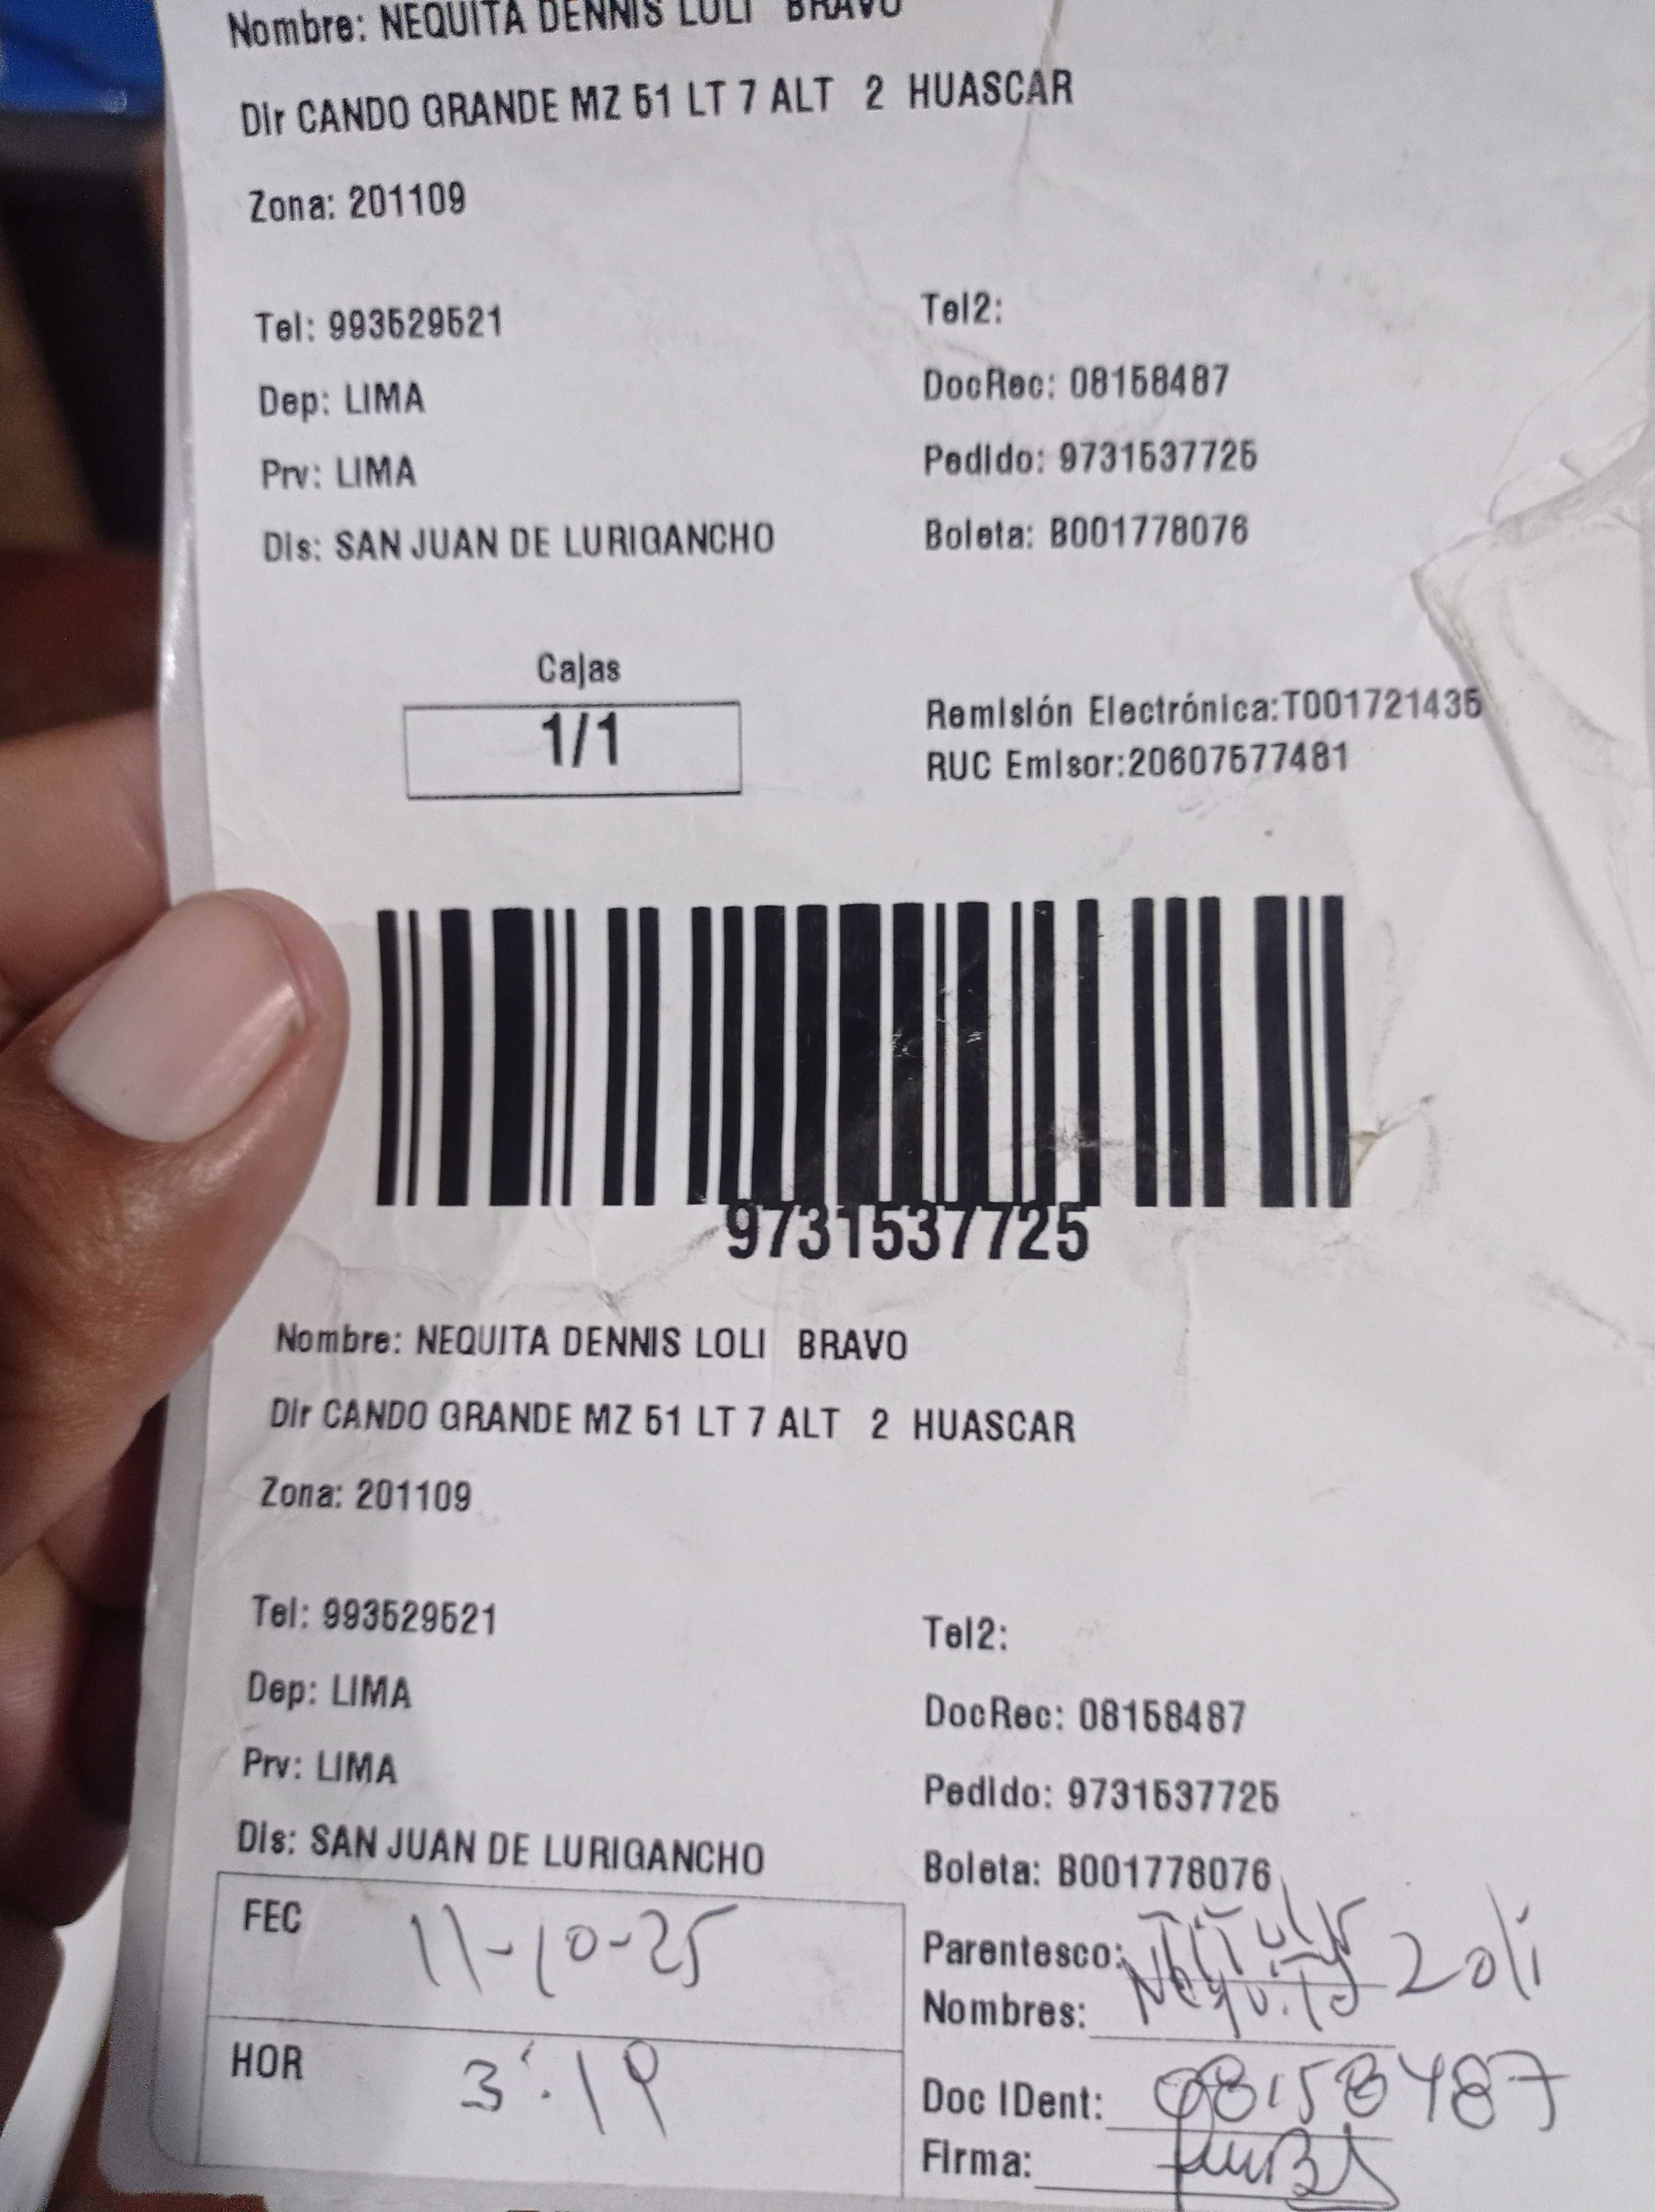 Nombre: NEQUITA DENNIS LOLI BRAVO
Dir CANDO GRANDE MZ 51 LT 7 ALT 2 HUASCAR
Zona: 201109
Tel: 993529521
Tel2:
Dep: LIMA
DocRec: 08158487
Prv: LIMA
Pedido: 9731537725
Dis: SAN JUAN DE LURIGANCHO
Boleta: B001778076
Cajas
1/1
Remisión Electrónica:T001721435
RUC Emisor:20607577481
9731537725
Nombre: NEQUITA DENNIS LOLI BRAVO
Dir CANDO GRANDE MZ 51 LT 7 ALT 2 HUASCAR
Zona: 201109
Tel: 993529521
Tel2:
Dep: LIMA
DocRec: 08158487
Prv: LIMA
Pedido: 9731537725
Dis: SAN JUAN DE LURIGANCHO
Boleta: B001778076
FEC 11-10-25
Parentesco:
Nombres: Nequita Loli
HOR 3:19
Doc IDent: 08158487
Firma: